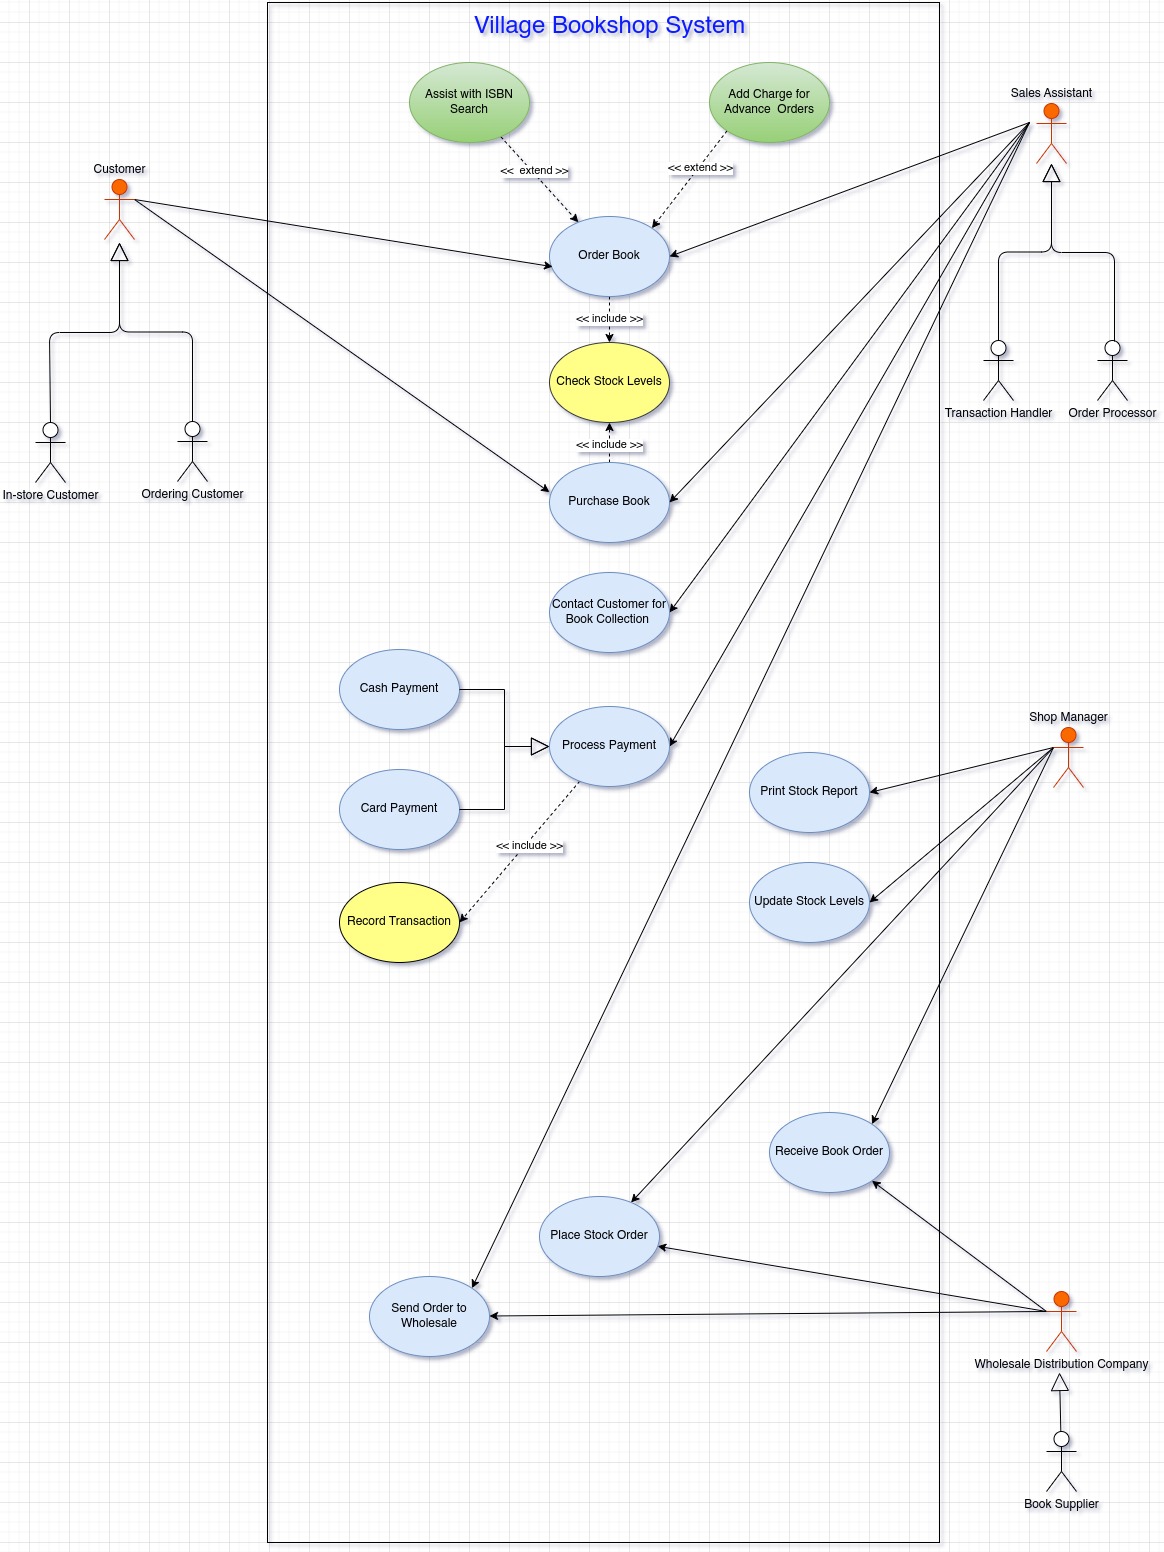 Village Bookshop System
Assist with ISBN
Search
Add Charge for
Advance Orders
Sales Assistant
<< extend >>
<< extend >>
Customer
Order Book
<< include >>
Check Stock Levels
Transaction Handler
Order Processor
<< include >>
In-store Customer
Ordering Customer
Purchase Book
Contact Customer for
Book Collection
Cash Payment
Shop Manager
Process Payment
Print Stock Report
Card Payment
<< include >>
Update Stock Levels
Record Transaction
Receive Book Order
Place Stock Order
Send Order to
Wholesale
Wholesale Distribution Company
Book Supplier